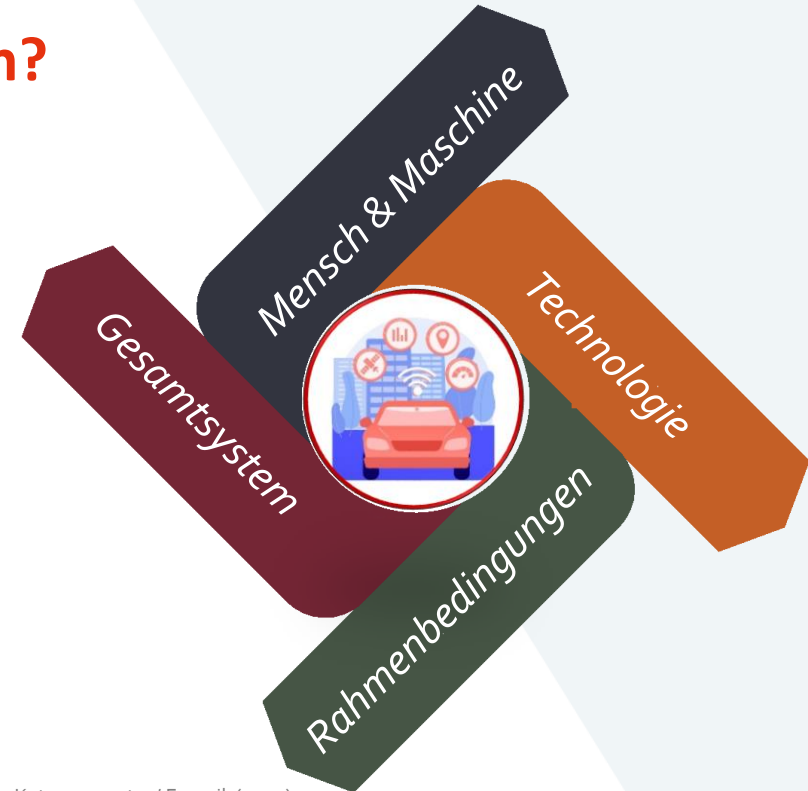 n?
Mensch & Maschine
Technologie
Gesamtsystem
Rahmenbedingungen